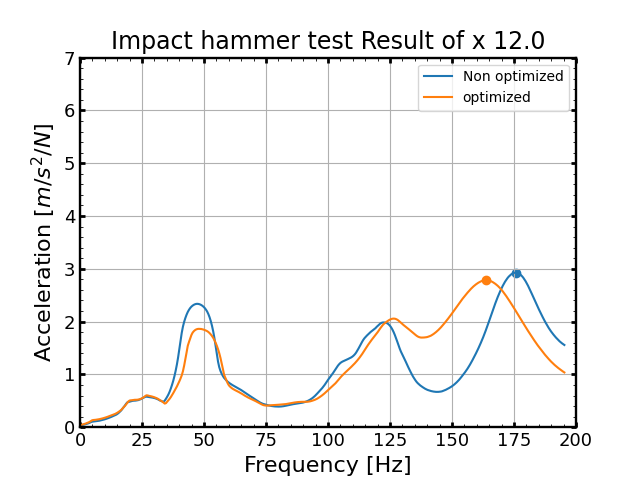 Impact hammer test Result of x 12.0
Acceleration [m/s²/N]
7
6
5
4
3
2
1
0
Non optimized
optimized
0 25 50 75 100 125 150 175 200
Frequency [Hz]